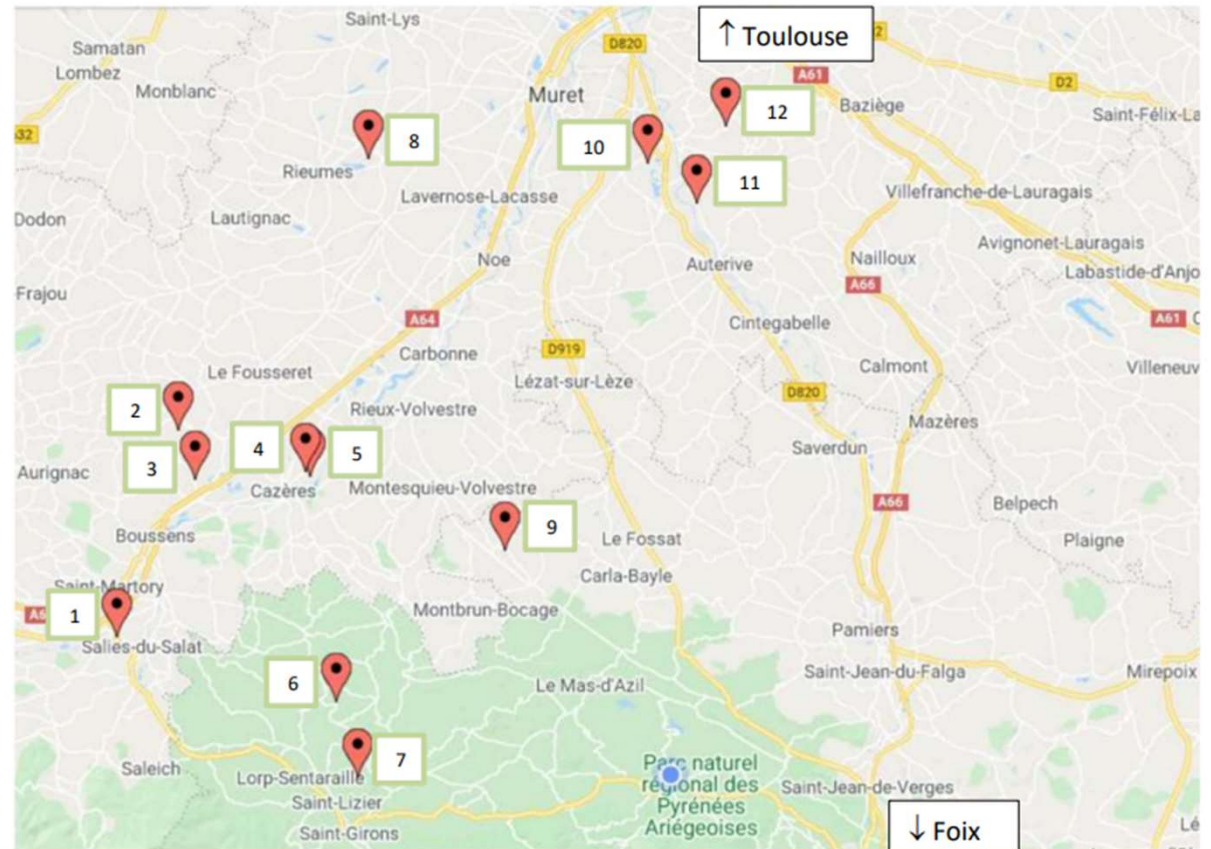 Saint-Lys
D820
↑ Toulouse
2
Samatan
Lombez
Monblanc
Muret
A61
D2
Baziège
Saint-Félix-La
32
8
10
12
Rieumes
11
Lavernose-Lacasse
Villefranche-de-Lauragais
Dodon
Lautignac
Noe
Auterive
Nailloux
Avignonet-Lauragais
Labastide-d'Anjo
Frajou
A66
A64
Cintegabelle
A61
C
Carbonne
D919
Le Fousseret
Lézat-sur-Lèze
Calmont
Villeneuv
D820
2
Rieux-Volvestre
Mazères
4
5
Saverdun
3
Aurignac
Cazères
Montesquieu-Volvestre
A66
Belpech
Boussens
9
Le Fossat
Plaigne
Carla-Bayle
Saint-Martory
A6
1
Montbrun-Bocage
Pamiers
Salies-du-Salat
6
Le Mas-d'Azil
Saint-Jean-du-Falga
Mirepoix
7
Saleich
Lorp-Sentaraille
Parc naturel
régional des
Pyrénées
Ariégeoises
Saint-Jean-de-Verges
Saint-Lizier
Saint-Girons
↓ Foix
Lé